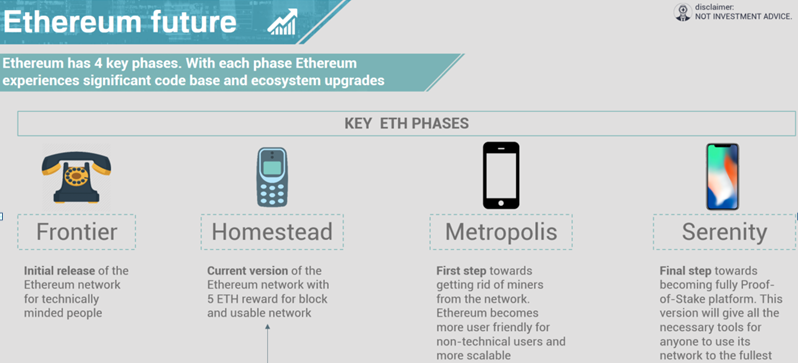 Ethereum future
disclaimer:
NOT INVESTMENT ADVICE.
Ethereum has 4 key phases. With each phase Ethereum
experiences significant code base and ecosystem upgrades
KEY ETH PHASES
Frontier
Initial release of the
Ethereum network
for technically
minded people
Homestead
Current version of the
Ethereum network with
5 ETH reward for block
and usable network
Metropolis
First step towards
getting rid of miners
from the network.
Ethereum becomes
more user friendly for
non-technical users and
more scalable
Serenity
Final step towards
becoming fully Proof-
of-Stake platform. This
version will give all the
necessary tools for
anyone to use its
network to the fullest